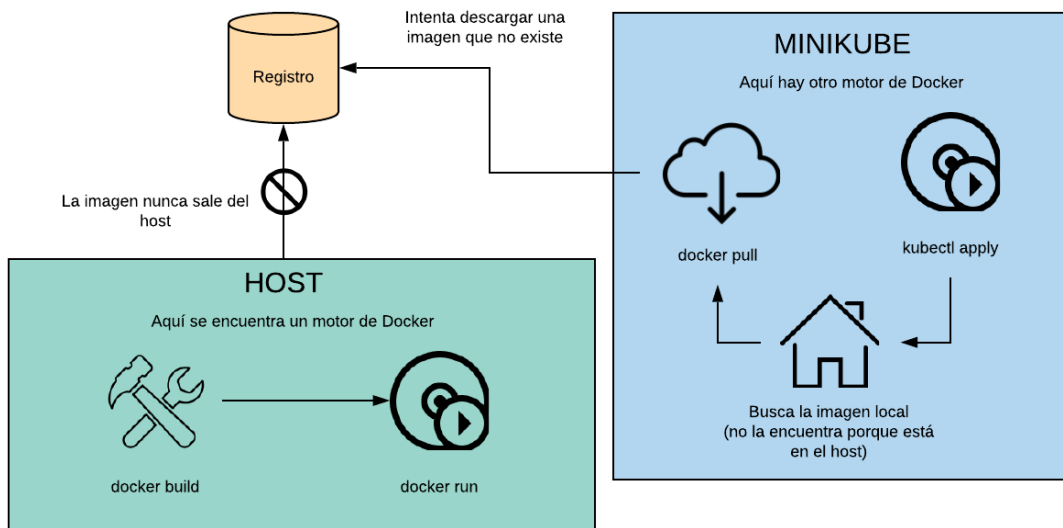 Intenta descargar una
imagen que no existe
Registro
La imagen nunca sale del
host
MINIKUBE
Aquí hay otro motor de Docker
docker pull
kubectl apply
Busca la imagen local
(no la encuentra porque está
en el host)
HOST
Aquí se encuentra un motor de Docker
docker build
docker run